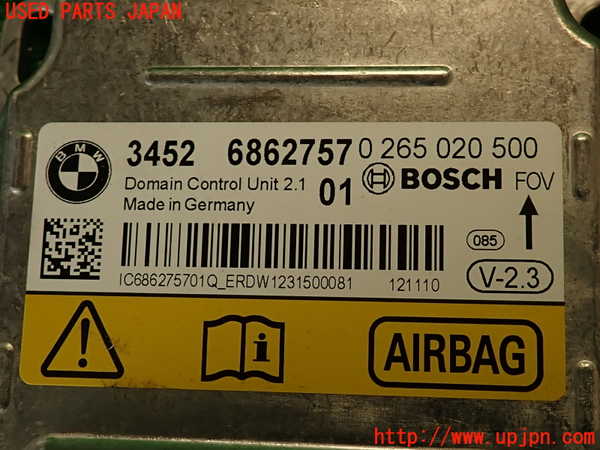 USED PARTS JAPAN
BMW
3452 6862757 0 265 020 500
Domain Control Unit 2.1 01 BOSCH FOV
Made in Germany
085
IC686275701Q_ERDW1231500081 121110
V-2.3
i AIRBAG
http://www.upjpn.com/